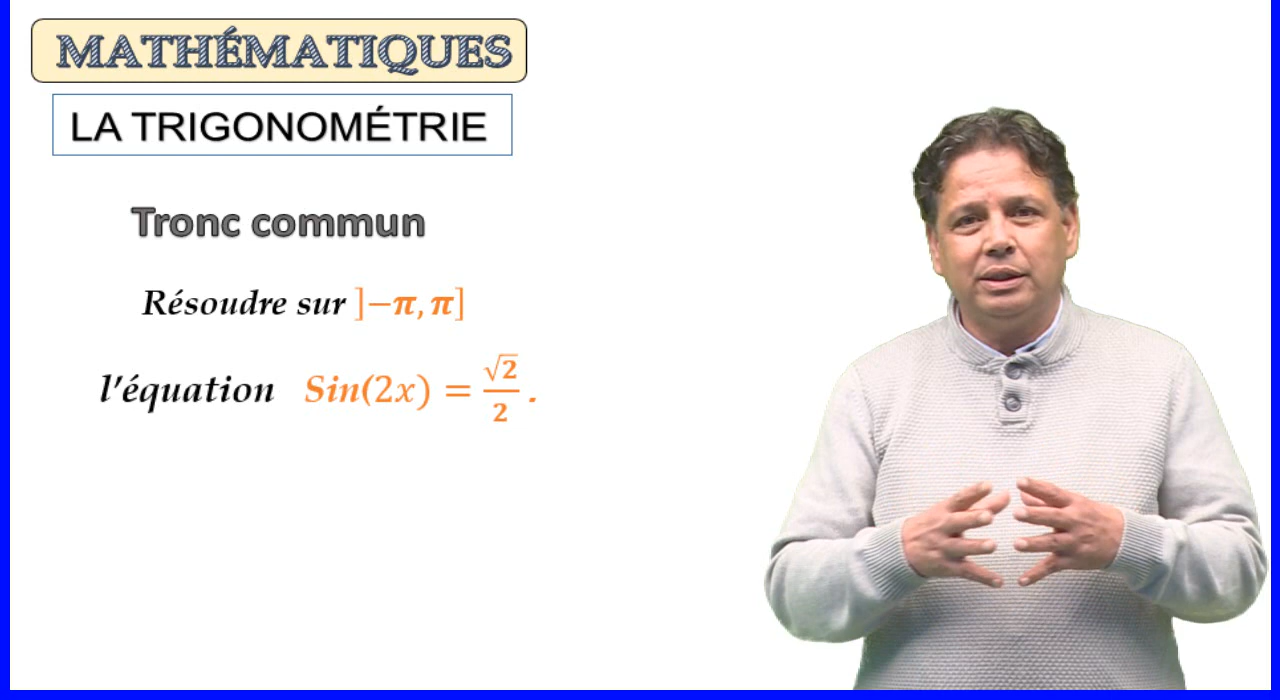 MATHÉMATIQUES
LA TRIGONOMÉTRIE
Tronc commun
Résoudre sur ]−π, π]
l'équation Sin(2x) = √2/2 .